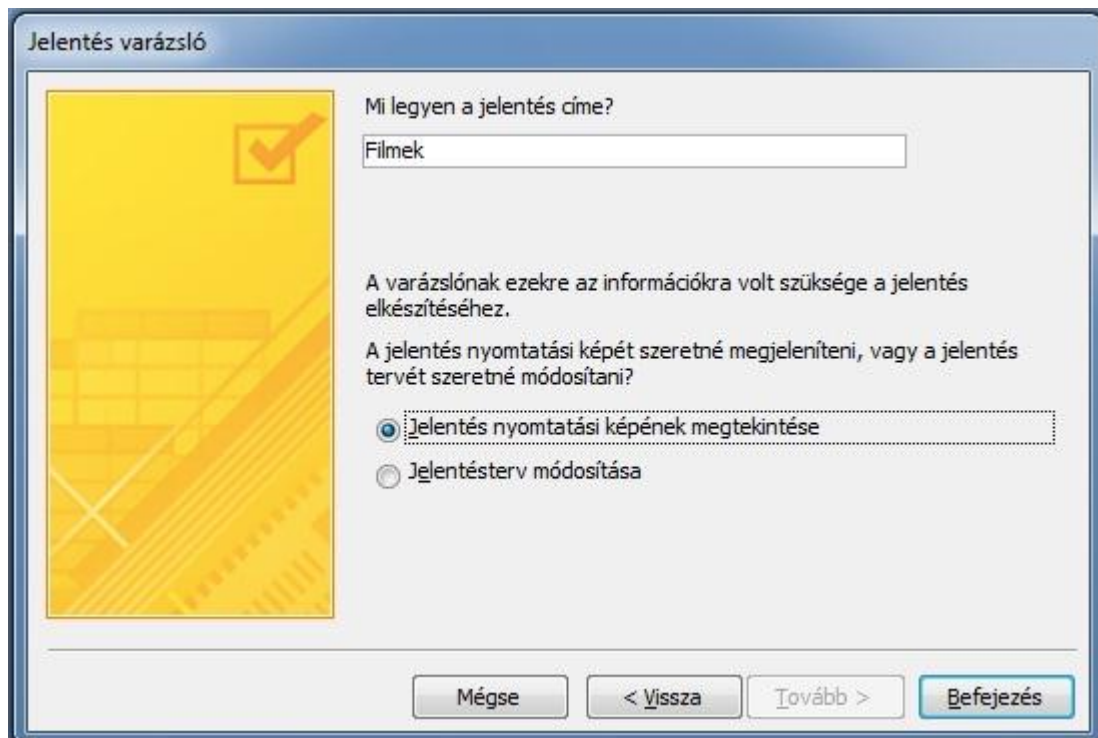 Jelentés varázsló
Mi legyen a jelentés címe?
Filmek
A varázslónak ezekre az információkra volt szüksége a jelentés
elkészítéséhez.
A jelentés nyomtatási képét szeretné megjeleníteni, vagy a jelentés
tervét szeretné módosítani?
Jelentés nyomtatási képének megtekintése
Jelentésterv módosítása
Mégse
< Vissza
Tovább >
Befejezés